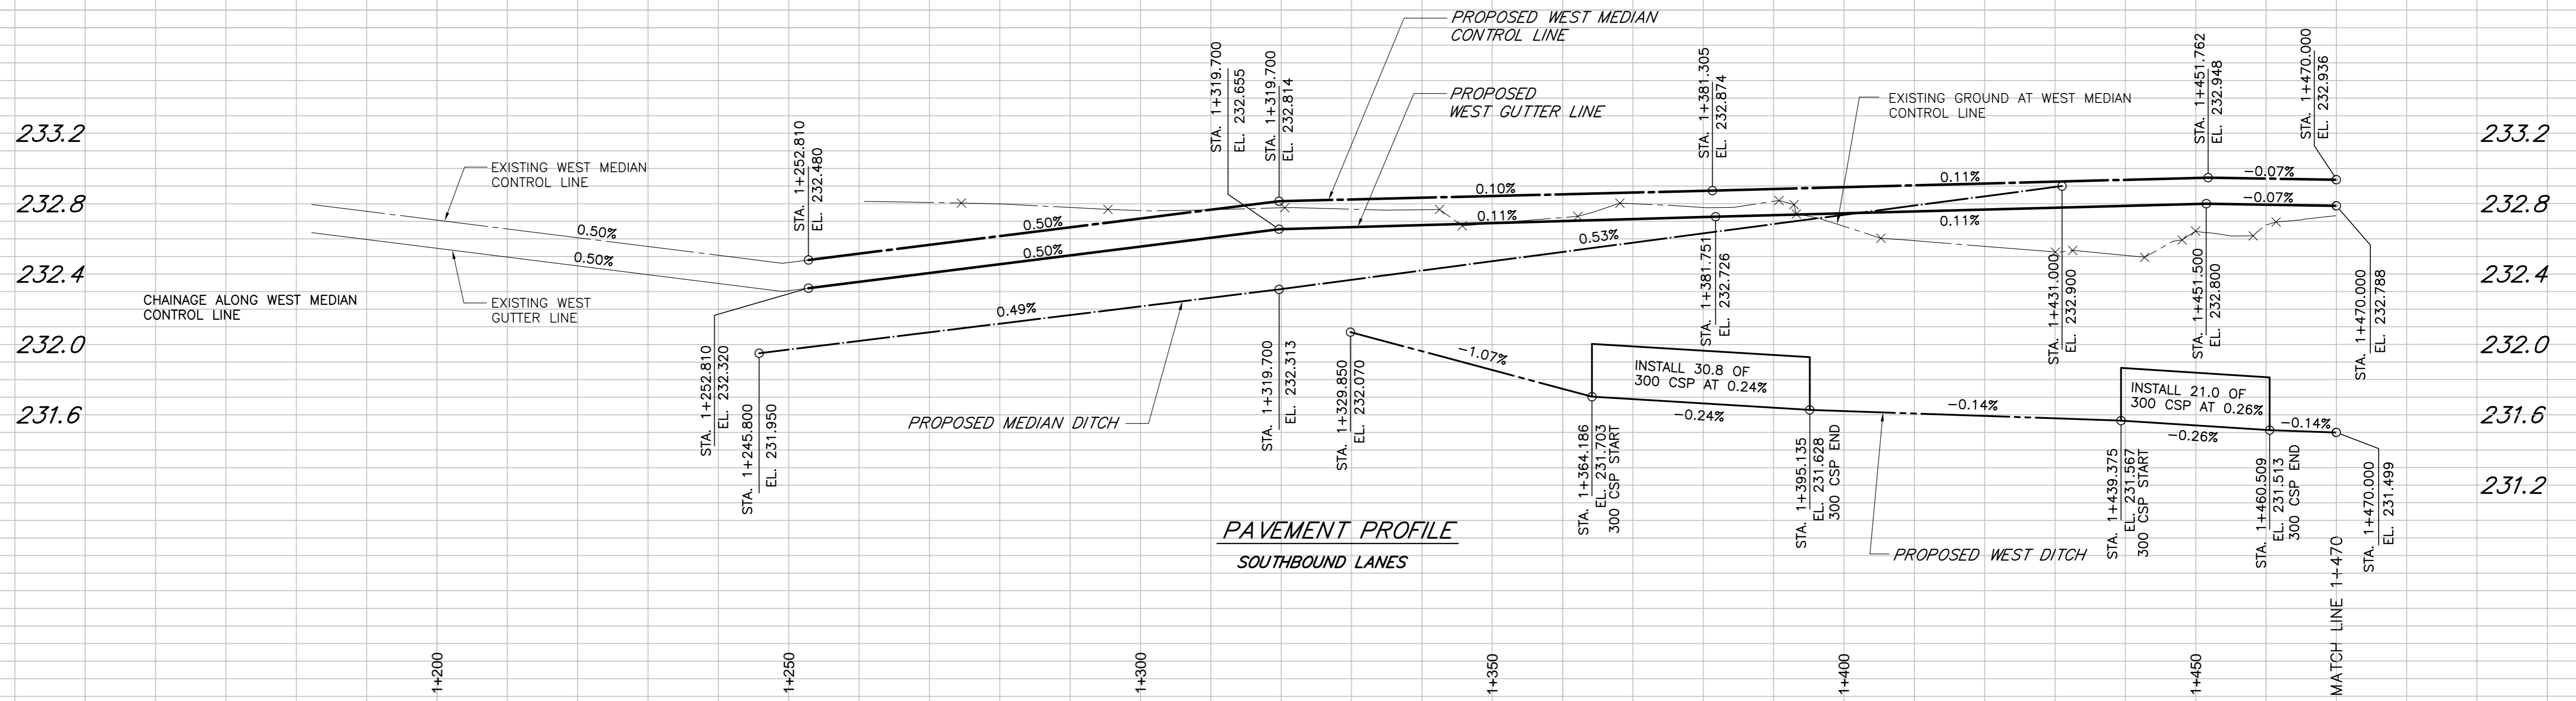 PROPOSED WEST MEDIAN
CONTROL LINE
PROPOSED
WEST GUTTER LINE
EXISTING GROUND AT WEST MEDIAN
CONTROL LINE
EXISTING WEST MEDIAN
CONTROL LINE
EXISTING WEST
GUTTER LINE
CHAINAGE ALONG WEST MEDIAN
CONTROL LINE
233.2
232.8
232.4
232.0
231.6
STA. 1+252.810
EL. 232.480
STA. 1+319.700
EL. 232.655
STA. 1+319.700
EL. 232.814
STA. 1+381.305
EL. 232.874
STA. 1+451.762
EL. 232.948
STA. 1+470.000
EL. 232.936
0.50%
0.50%
0.50%
0.50%
0.10%
0.11%
0.11%
0.11%
-0.07%
-0.07%
0.49%
0.53%
STA. 1+252.810
EL. 232.320
STA. 1+245.800
EL. 231.950
PROPOSED MEDIAN DITCH
STA. 1+319.700
EL. 232.313
STA. 1+329.850
EL. 232.070
-1.07%
STA. 1+381.751
EL. 232.726
STA. 1+431.000
EL. 232.900
STA. 1+451.500
EL. 232.800
STA. 1+470.000
EL. 232.788
INSTALL 30.8 OF
300 CSP AT 0.24%
-0.24%
-0.14%
INSTALL 21.0 OF
300 CSP AT 0.26%
-0.26%
-0.14%
STA. 1+364.186
EL. 231.703
300 CSP START
STA. 1+395.135
EL. 231.628
300 CSP END
PROPOSED WEST DITCH
STA. 1+439.375
EL. 231.567
300 CSP START
STA. 1+460.509
EL. 231.513
300 CSP END
STA. 1+470.000
EL. 231.499
233.2
232.8
232.4
232.0
231.6
231.2
PAVEMENT PROFILE
SOUTHBOUND LANES
1+200
1+250
1+300
1+350
1+400
1+450
MATCH LINE 1+470